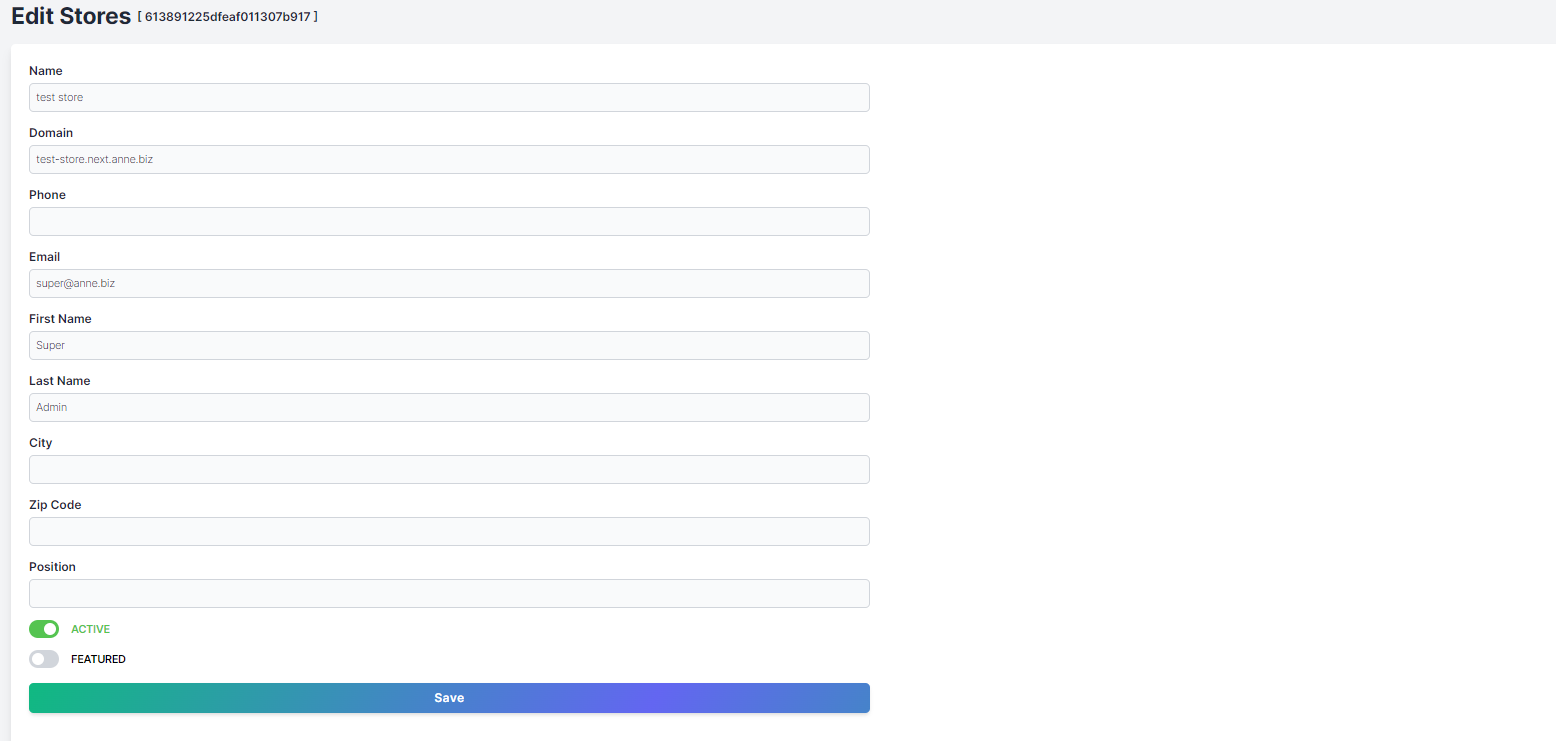 Edit Stores [ 613891225dfeaf011307b917 ]
Name
test store
Domain
test-store.next.anne.biz
Phone
Email
super@anne.biz
First Name
Super
Last Name
Admin
City
Zip Code
Position
ACTIVE
FEATURED
Save